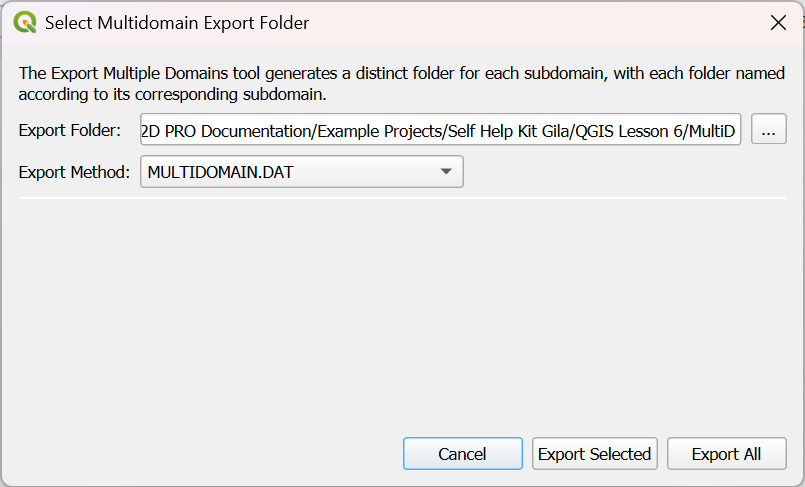 Select Multidomain Export Folder
The Export Multiple Domains tool generates a distinct folder for each subdomain, with each folder named
according to its corresponding subdomain.
Export Folder: 2D PRO Documentation/Example Projects/Self Help Kit Gila/QGIS Lesson 6/MultiD ...
Export Method: MULTIDOMAIN.DAT
Cancel Export Selected Export All